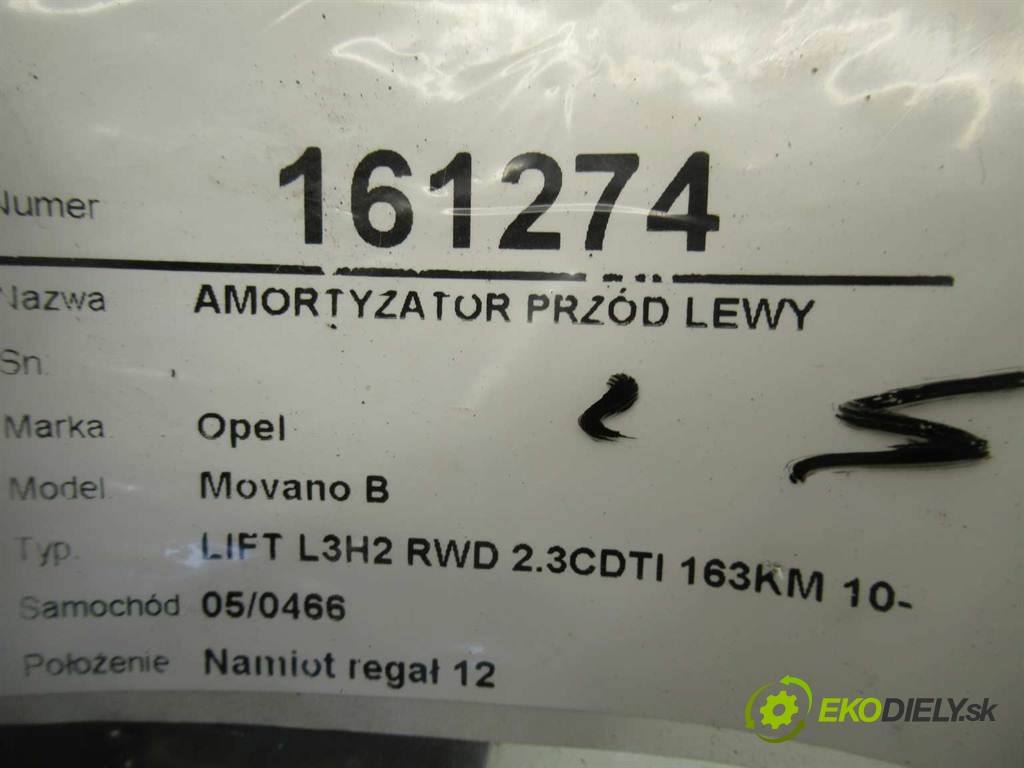 Numer 161274
Nazwa AMORTYZATOR PRZÓD LEWY
Sn.
Marka Opel
Model Movano B
Typ. LIFT L3H2 RWD 2.3CDTI 163KM 10-
Samochód 05/0466
Położenie Namiot regał 12
EKODIELY.sk